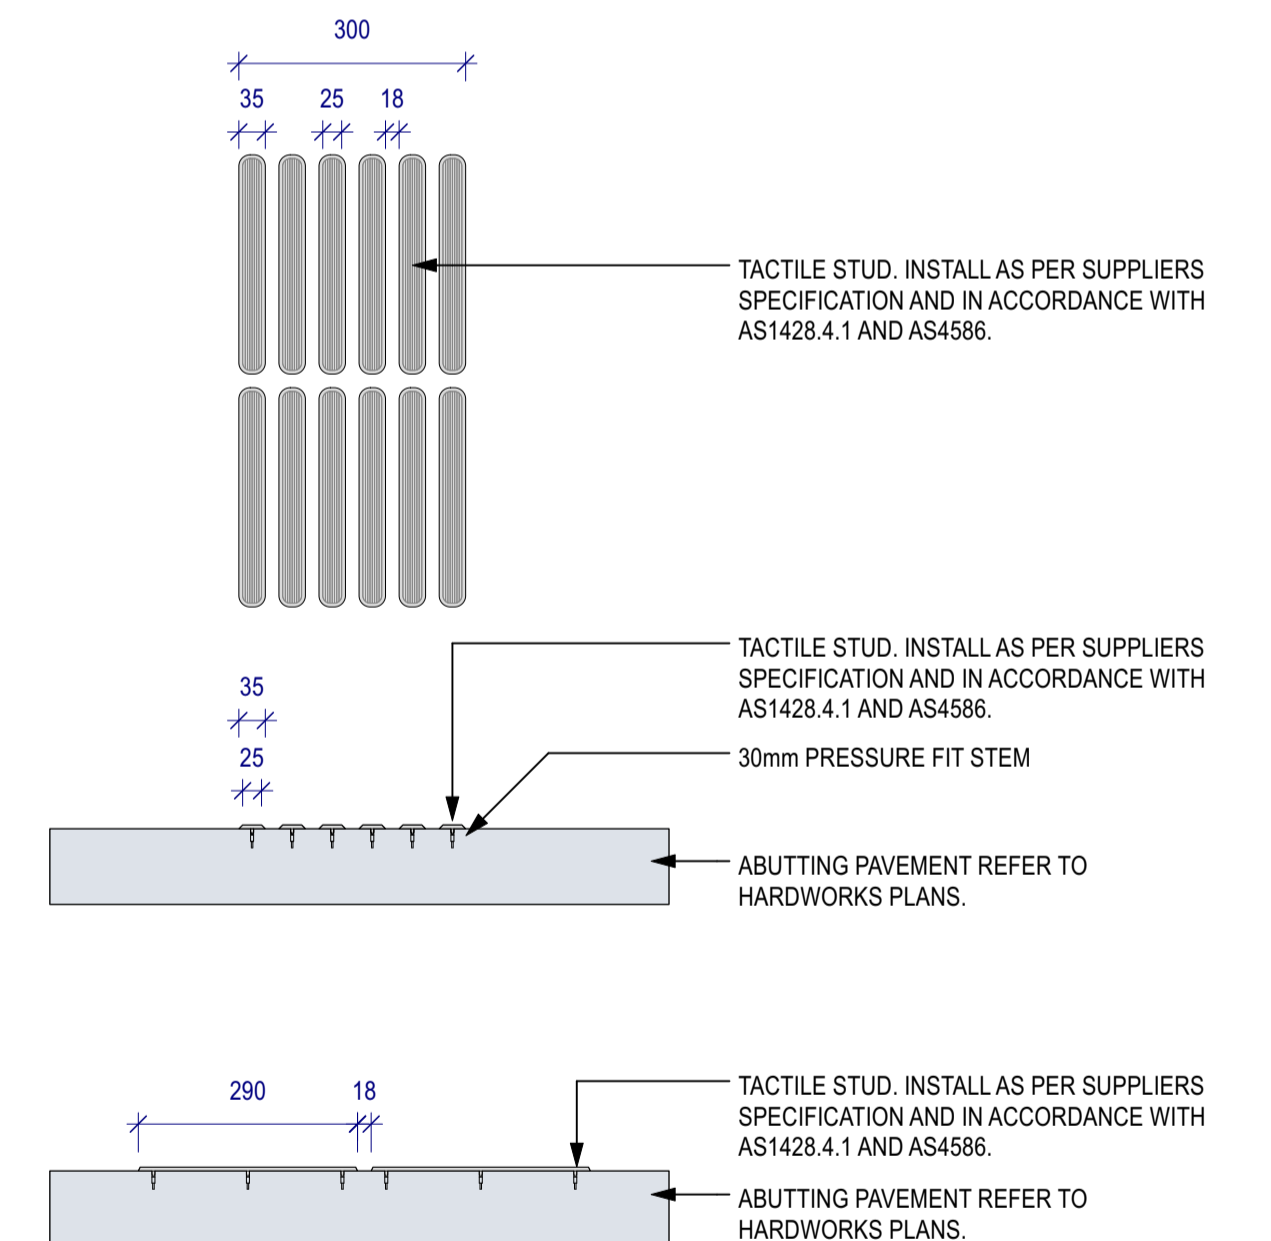 300
35 25 18
TACTILE STUD. INSTALL AS PER SUPPLIERS
SPECIFICATION AND IN ACCORDANCE WITH
AS1428.4.1 AND AS4586.
TACTILE STUD. INSTALL AS PER SUPPLIERS
SPECIFICATION AND IN ACCORDANCE WITH
AS1428.4.1 AND AS4586.
35
25
30mm PRESSURE FIT STEM
ABUTTING PAVEMENT REFER TO
HARDWORKS PLANS.
290 18
TACTILE STUD. INSTALL AS PER SUPPLIERS
SPECIFICATION AND IN ACCORDANCE WITH
AS1428.4.1 AND AS4586.
ABUTTING PAVEMENT REFER TO
HARDWORKS PLANS.